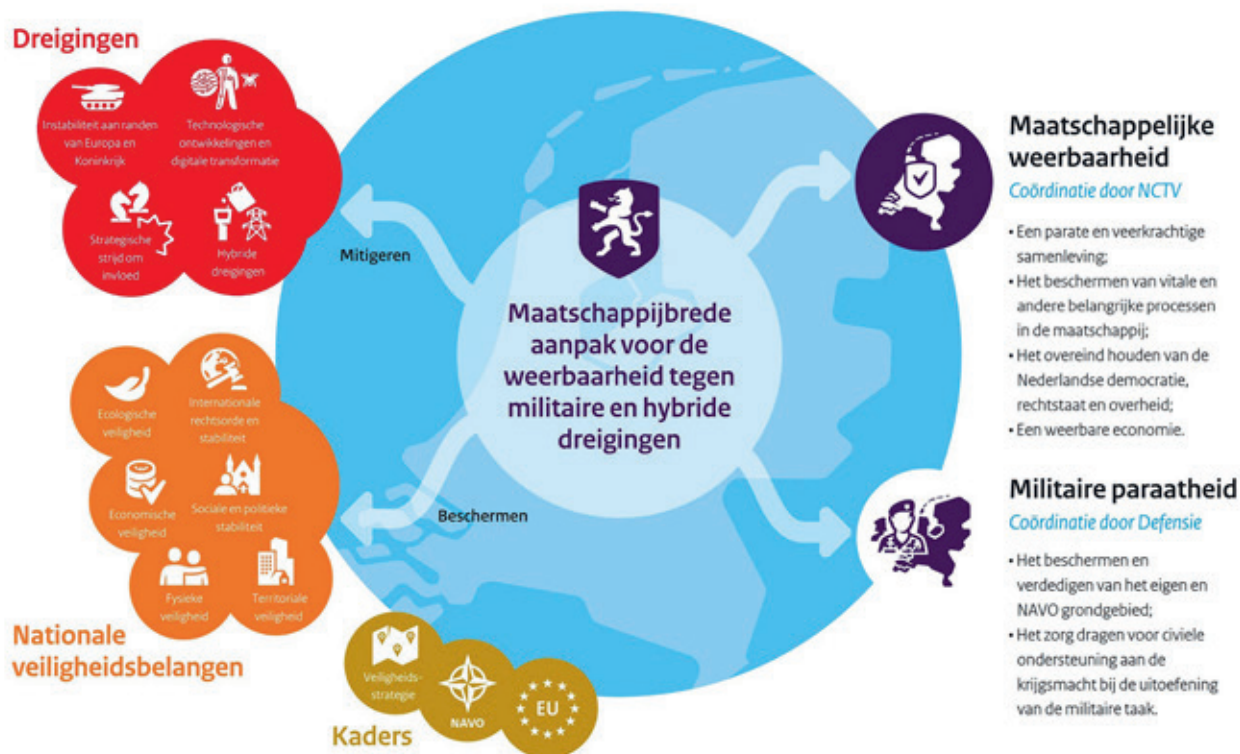 Dreigingen
Instabiliteit aan randen
van Europa en
Koninkrijk
Technologische
ontwikkelingen en
digitale transformatie
Strategische
strijd om
invloed
Hybride
dreigingen
Mitigeren
Maatschappijbrede
aanpak voor de
weerbaarheid tegen
militaire en hybride
dreigingen
Beschermen
Ecologische
veiligheid
Internationale
rechtsorde en
stabiliteit
Economische
veiligheid
Sociale en politieke
stabiliteit
Fysieke
veiligheid
Territoriale
veiligheid
Nationale
veiligheidsbelangen
Veiligheids-
strategie
NAVO
EU
Kaders
Maatschappelijke
weerbaarheid
Coördinatie door NCTV
• Een parate en veerkrachtige
samenleving;
• Het beschermen van vitale en
andere belangrijke processen
in de maatschappij;
• Het overeind houden van de
Nederlandse democratie,
rechtstaat en overheid;
• Een weerbare economie.
Militaire paraatheid
Coördinatie door Defensie
• Het beschermen en
verdedigen van het eigen en
NAVO grondgebied;
• Het zorg dragen voor civiele
ondersteuning aan de
krijgsmacht bij de uitoefening
van de militaire taak.